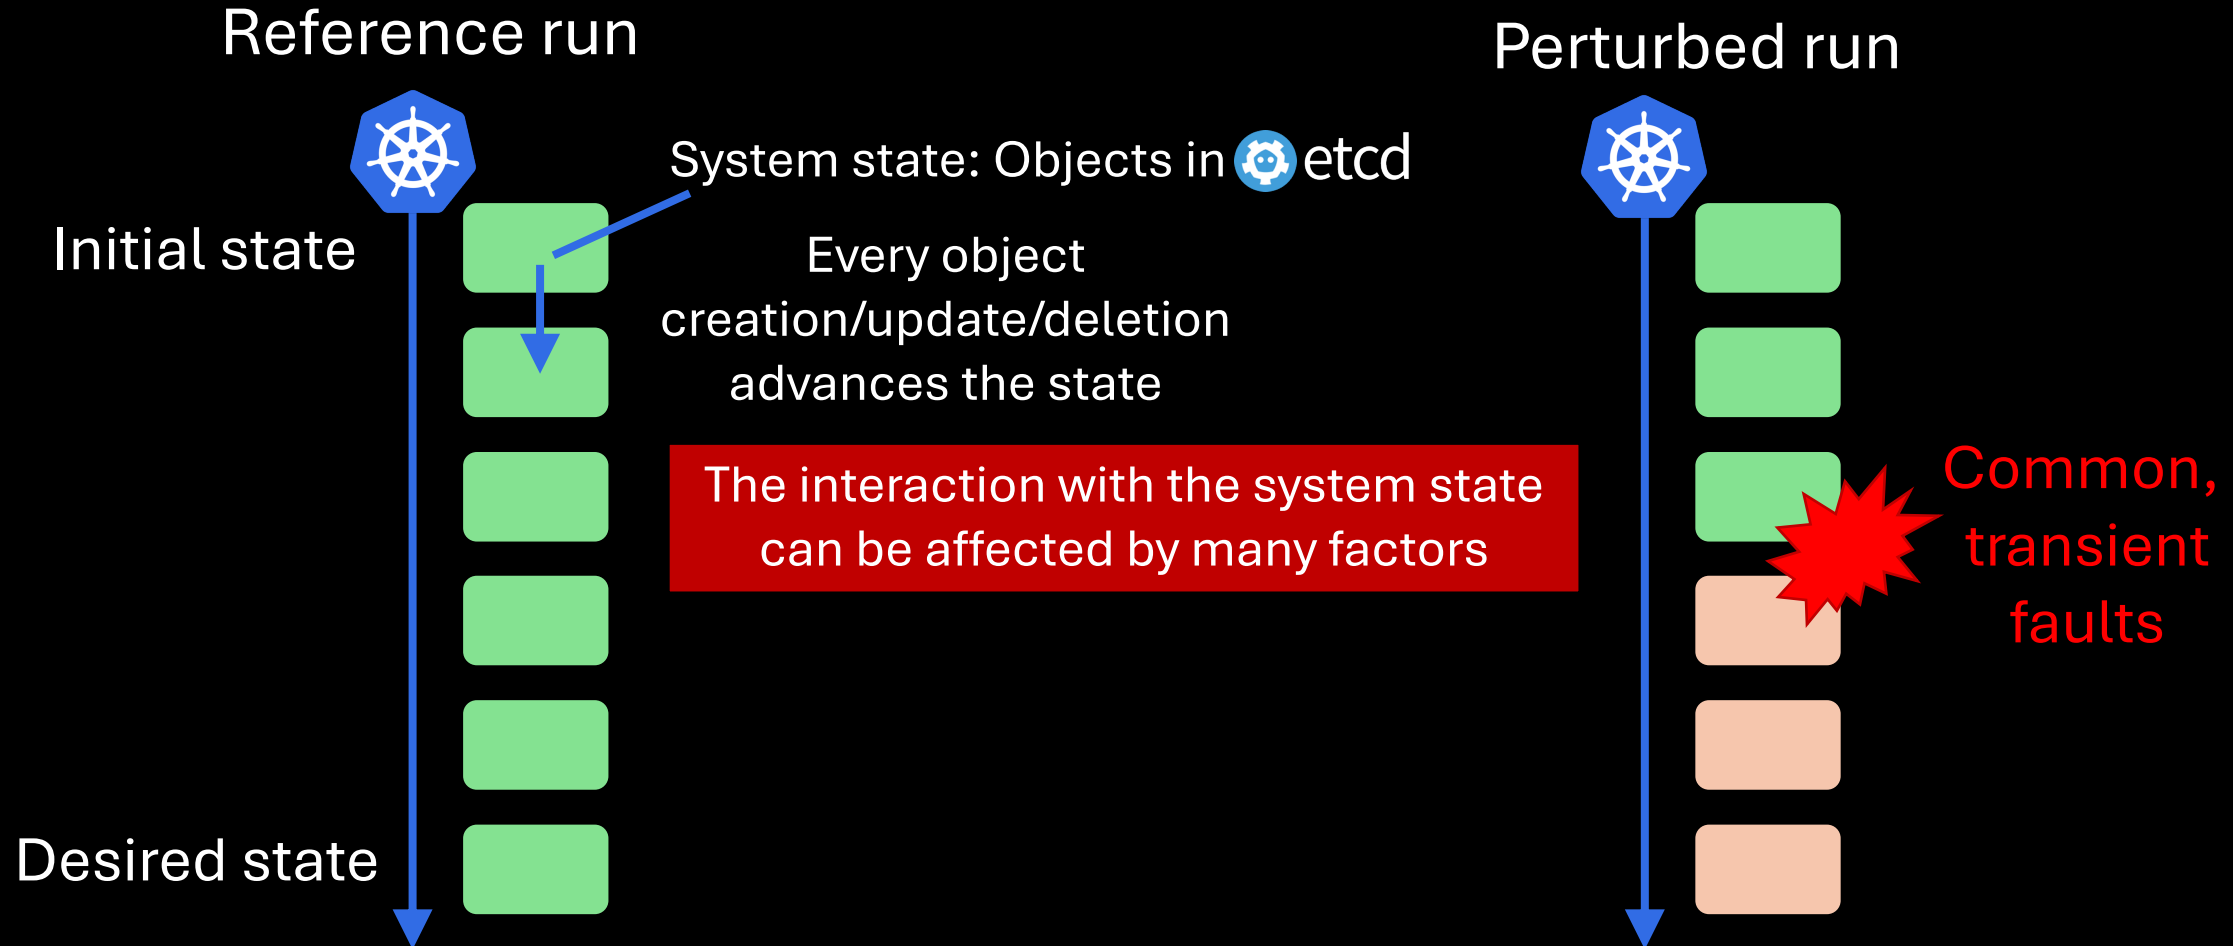 Reference run
Perturbed run
System state: Objects in etcd
Initial state
Every object
creation/update/deletion
advances the state
The interaction with the system state
can be affected by many factors
Common,
transient
faults
Desired state